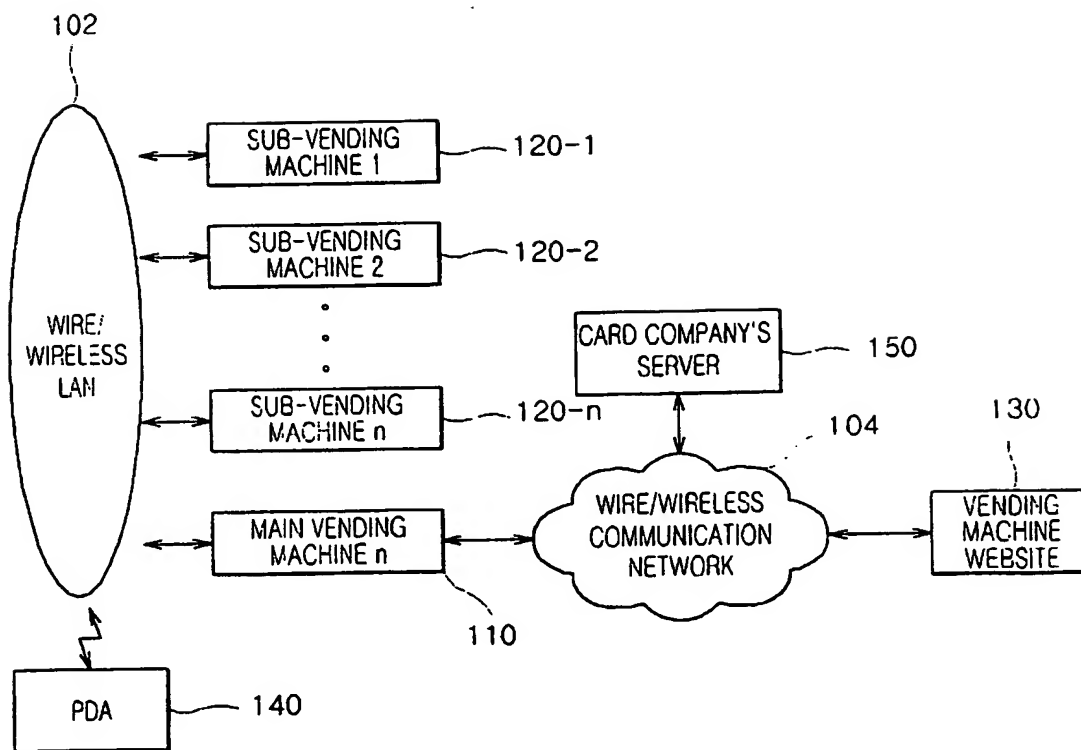 102
SUB-VENDING
MACHINE 1
120-1
SUB-VENDING
MACHINE 2
120-2
WIRE/
WIRELESS
LAN
CARD COMPANY'S
SERVER
150
SUB-VENDING
MACHINE n
120-n
104
130
WIRE/WIRELESS
COMMUNICATION
NETWORK
VENDING
MACHINE
WEBSITE
MAIN VENDING
MACHINE n
110
PDA
140